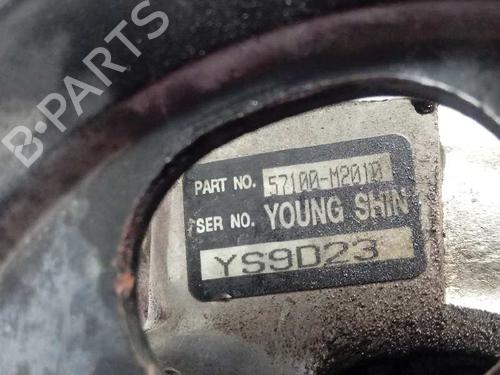 B-PARTS
PART NO. 57100-M2010
SER NO. YOUNG SHIN
YS9D23